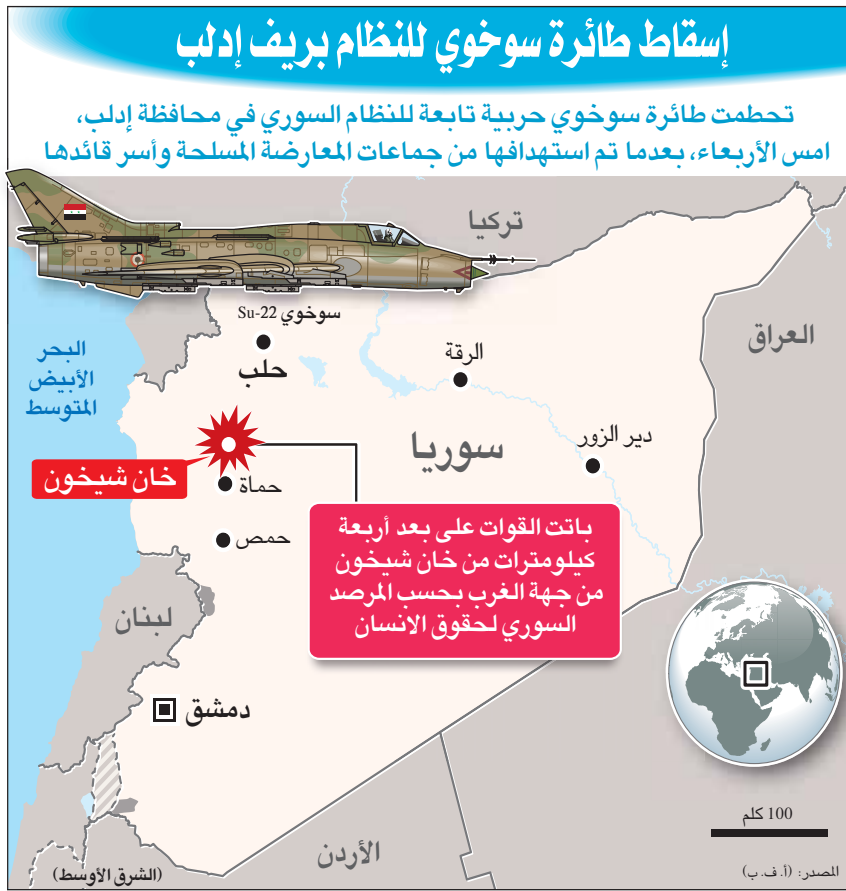 إسقاط طائرة سوخوي للنظام بريف إدلب
تحطمت طائرة سوخوي حربية تابعة للنظام السوري في محافظة إدلب،
امس الأربعاء، بعدما تم استهدافها من جماعات المعارضة المسلحة وأسر قائدها
تركيا
سوخوي Su-22
العراق
حلب
الرقة
البحر
الأبيض
المتوسط
سوريا
دير الزور
خان شيخون
حماة
حمص
باتت القوات على بعد أربعة
كيلومترات من خان شيخون
من جهة الغرب بحسب المرصد
السوري لحقوق الانسان
لبنان
دمشق
100 كلم
الأردن
المصدر: (أ. ف. ب)
(الشرق الأوسط)